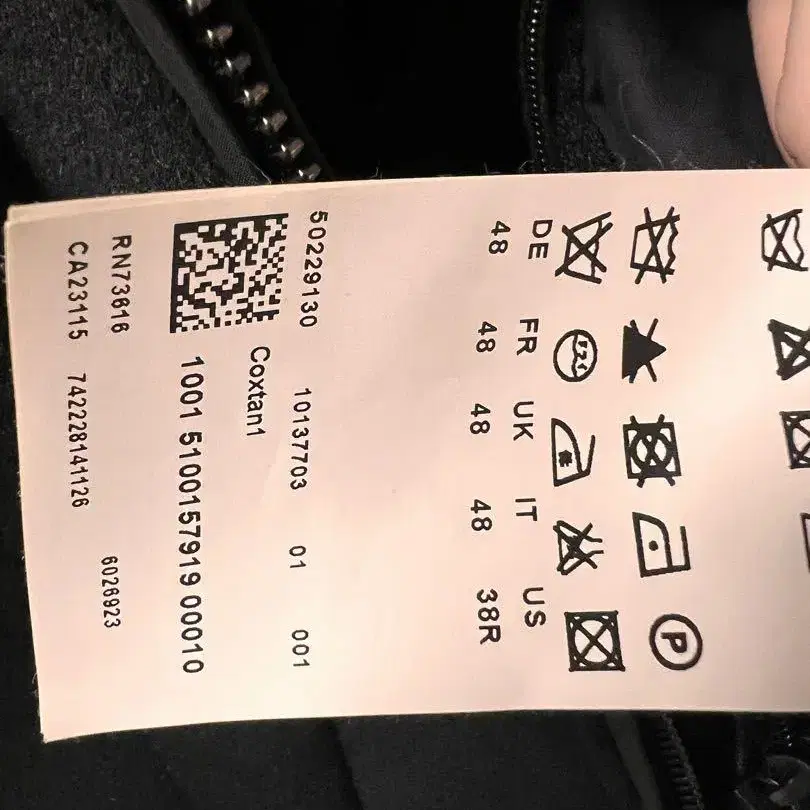 DE FR UK IT US
48 48 48 48 38R
50229130 10137703 01 001
Coxtan1
1001 5100157919 00010
RN73616 6026923
CA23115 742228141126
P